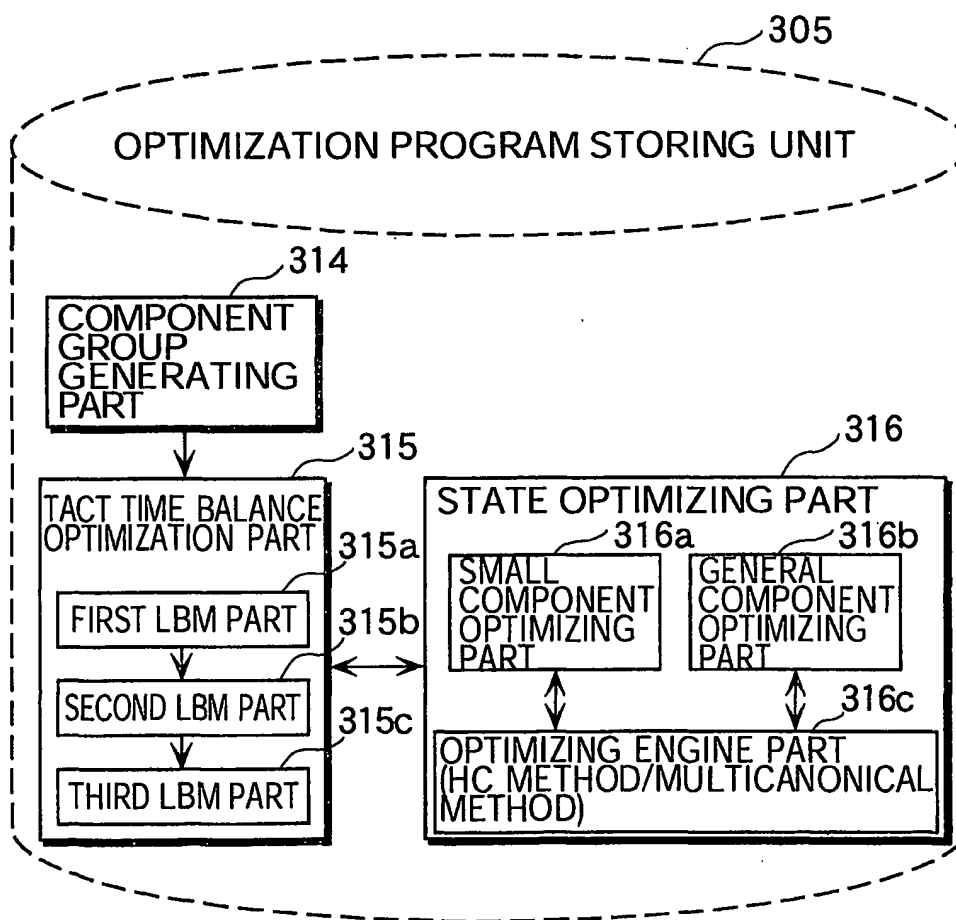 305
OPTIMIZATION PROGRAM STORING UNIT
314
COMPONENT
GROUP
GENERATING
PART
315
TACT TIME BALANCE
OPTIMIZATION PART
315a
FIRST LBM PART
315b
SECOND LBM PART
315c
THIRD LBM PART
316
STATE OPTIMIZING PART
316a
SMALL
COMPONENT
OPTIMIZING
PART
316b
GENERAL
COMPONENT
OPTIMIZING
PART
316c
OPTIMIZING ENGINE PART
(HC METHOD/MULTICANONICAL
METHOD)